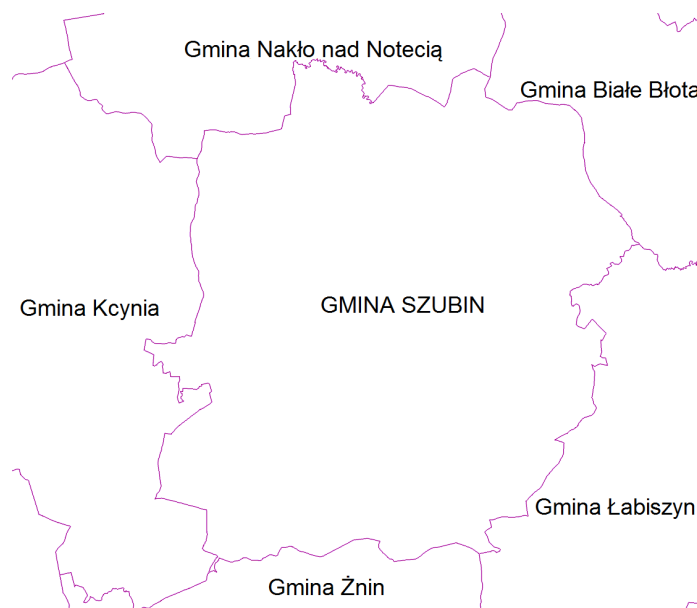 Gmina Nakło nad Notecią
Gmina Białe Błota
Gmina Kcynia
GMINA SZUBIN
Gmina Łabiszyn
Gmina Żnin